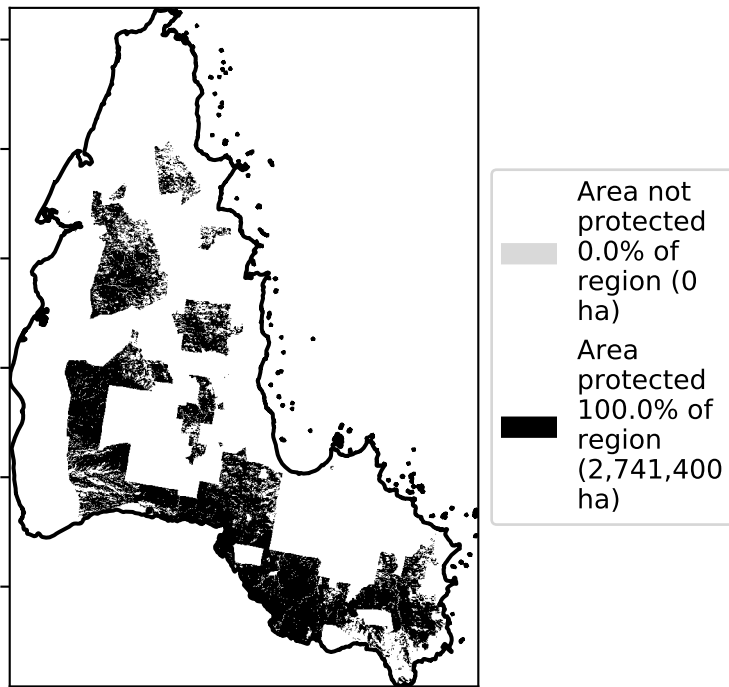 Area not
protected
0.0% of
region (0
ha)
Area
protected
100.0% of
region
(2,741,400
ha)